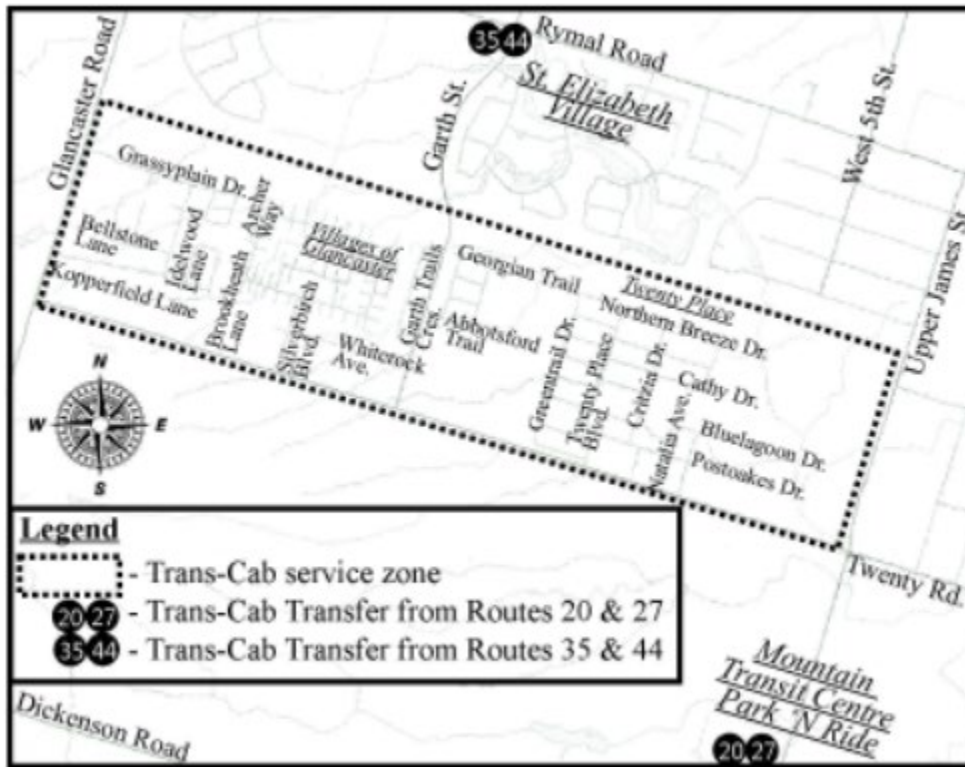 35 44
Rymal Road
St. Elizabeth
Village
Glancaster Road
Garth St.
West 5th St.
Upper James St.
Grassyplain Dr.
Archer
Way
Bellstone
Lane
Idelwood
Lane
Kopperfield Lane
Brookheath
Lane
Villages of
Glancaster
Silverbirch
Blvd.
Whiterock
Ave.
Garth Trails
Cres.
Georgian Trail
Abbotsford
Trail
Twenty Place
Northern Breeze Dr.
Greentrail Dr.
Twenty Place
Blvd.
Critzia Dr.
Natalia Ave.
Cathy Dr.
Bluelagoon Dr.
Postoakes Dr.
N
W E
S
Legend
- Trans-Cab service zone
20 27 - Trans-Cab Transfer from Routes 20 & 27
35 44 - Trans-Cab Transfer from Routes 35 & 44
Twenty Rd.
Mountain
Transit Centre
Park 'N Ride
20 27
Dickenson Road